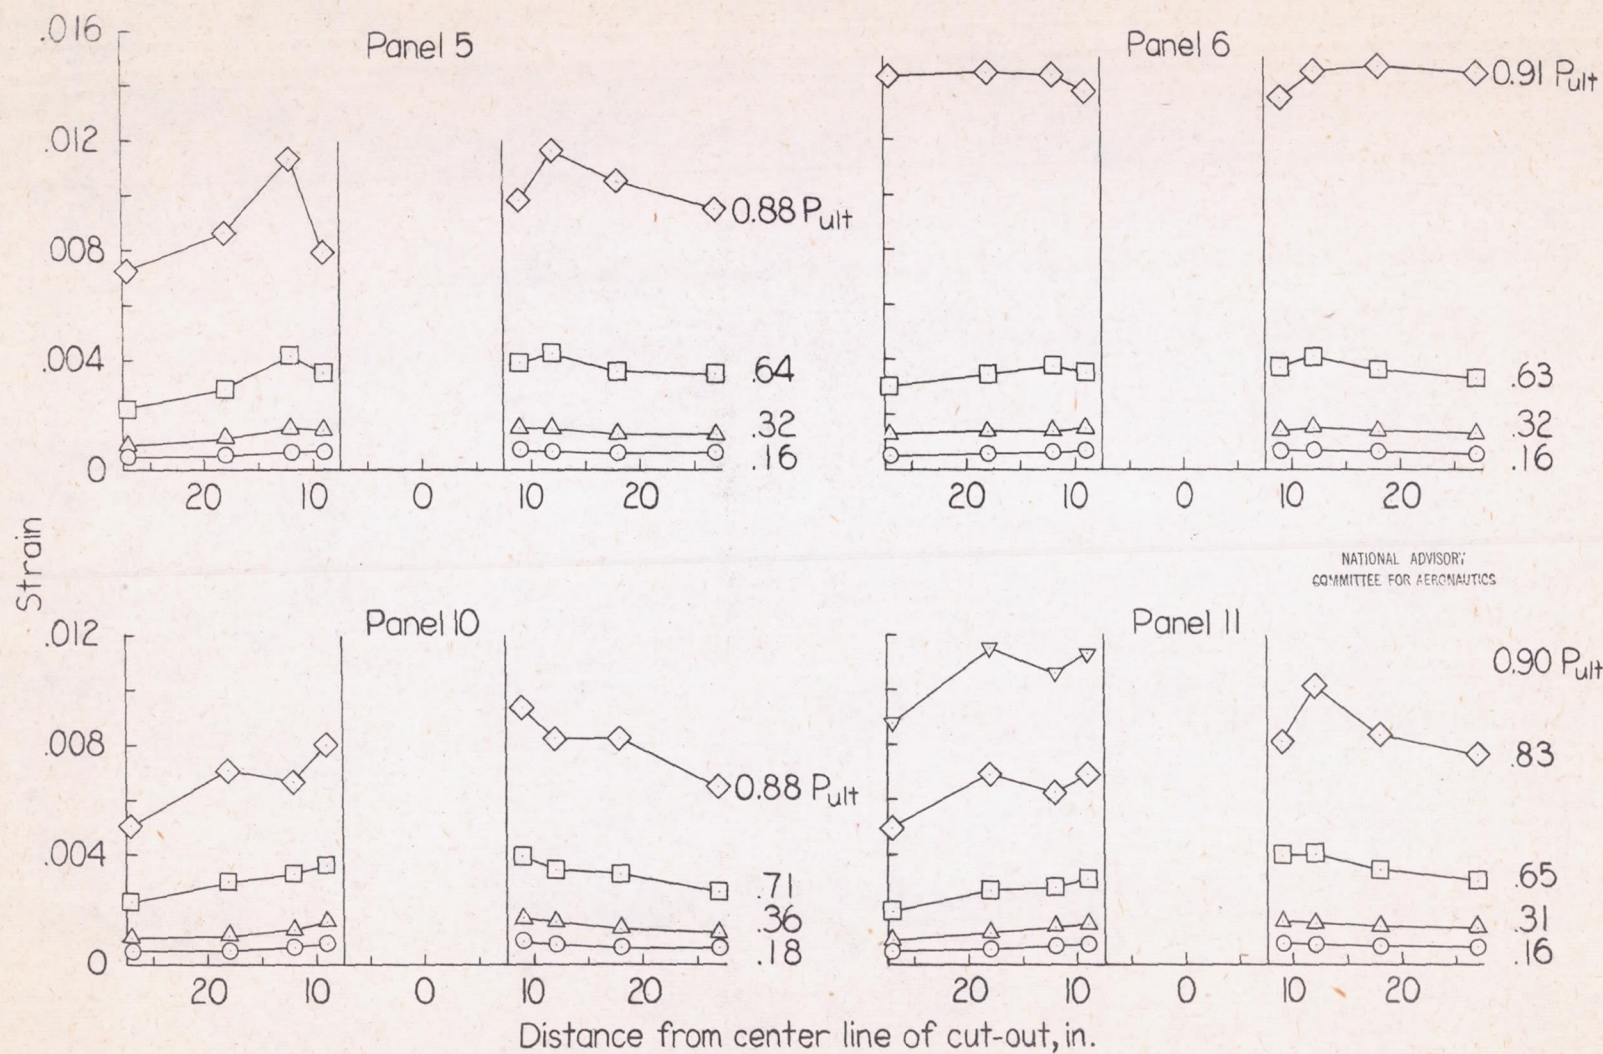 Panel 5
.016
.012
.008
.004
0
0.88 Pult
.64
.32
.16
20 10 0 10 20
Panel 6
0.91 Pult
.63
.32
.16
20 10 0 10 20
Strain
NATIONAL ADVISORY
COMMITTEE FOR AERONAUTICS
Panel 10
.012
.008
.004
0
0.88 Pult
.71
.36
.18
20 10 0 10 20
Panel 11
0.90 Pult
.83
.65
.31
.16
20 10 0 10 20
Distance from center line of cut-out, in.